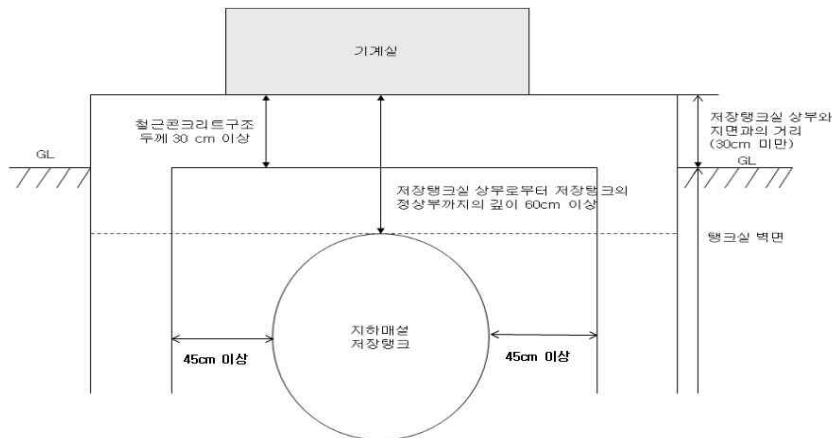 기계실
철근콘크리트구조
두께 30 cm 이상
저장탱크실 상부와
지면과의 거리
(30cm 미만)
GL
GL
저장탱크실 상부로부터 저장탱크의
정상부까지의 깊이 60cm 이상
탱크실 벽면
지하매설
저장탱크
45cm 이상
45cm 이상